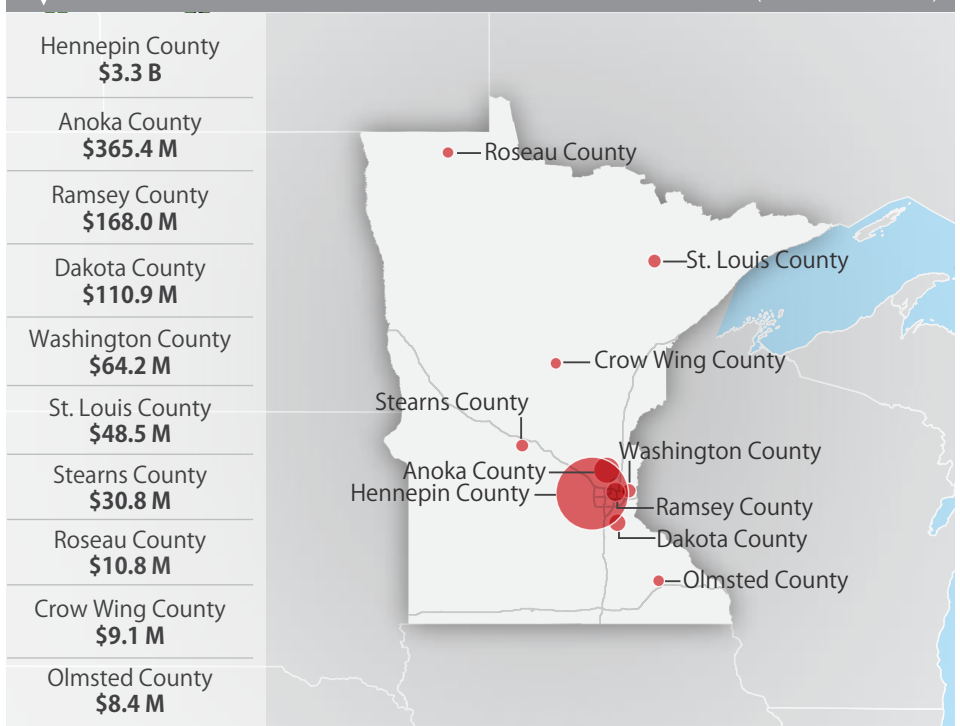 Hennepin County
$3.3 B
Anoka County
$365.4 M
Ramsey County
$168.0 M
Dakota County
$110.9 M
Washington County
$64.2 M
St. Louis County
$48.5 M
Stearns County
$30.8 M
Roseau County
$10.8 M
Crow Wing County
$9.1 M
Olmsted County
$8.4 M
Roseau County
St. Louis County
Crow Wing County
Stearns County
Washington County
Anoka County
Hennepin County
Ramsey County
Dakota County
Olmsted County